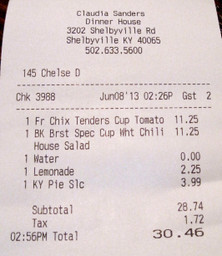 Claudia Sanders
Dinner House
3202 Shelbyville Rd
Shelbyville KY 40065
502.633.5600
145 Chelse D
Chk 3988 Jun08'13 02:26P Gst 2
1 Fr Chix Tenders Cup Tomato 11.25
1 BK Brst Spec Cup Wht Chili 11.25
House Salad
1 Water 0.00
1 Lemonade 2.25
1 KY Pie Slc 3.99
Subtotal 28.74
Tax 1.72
02:56PM Total 30.46